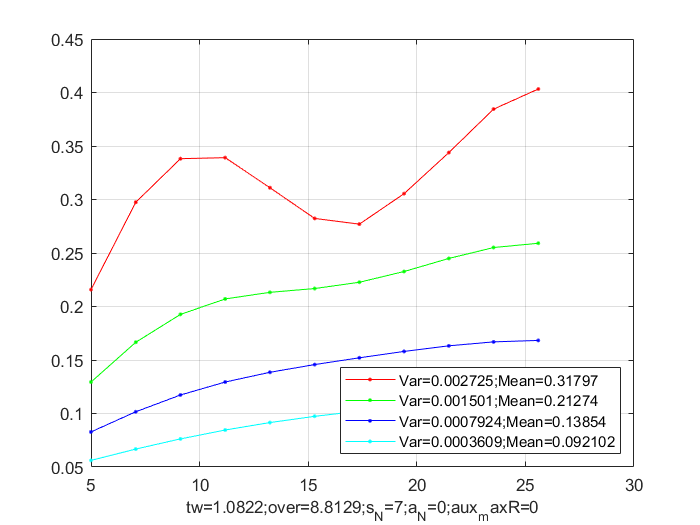 0.45
0.4
0.35
0.3
0.25
0.2
0.15
0.1
0.05
5 10 15 20 25 30
Var=0.002725;Mean=0.31797
Var=0.001501;Mean=0.21274
Var=0.0007924;Mean=0.13854
Var=0.0003609;Mean=0.092102
tw=1.0822;over=8.8129;s_N=7;a_N=0;aux_maxR=0